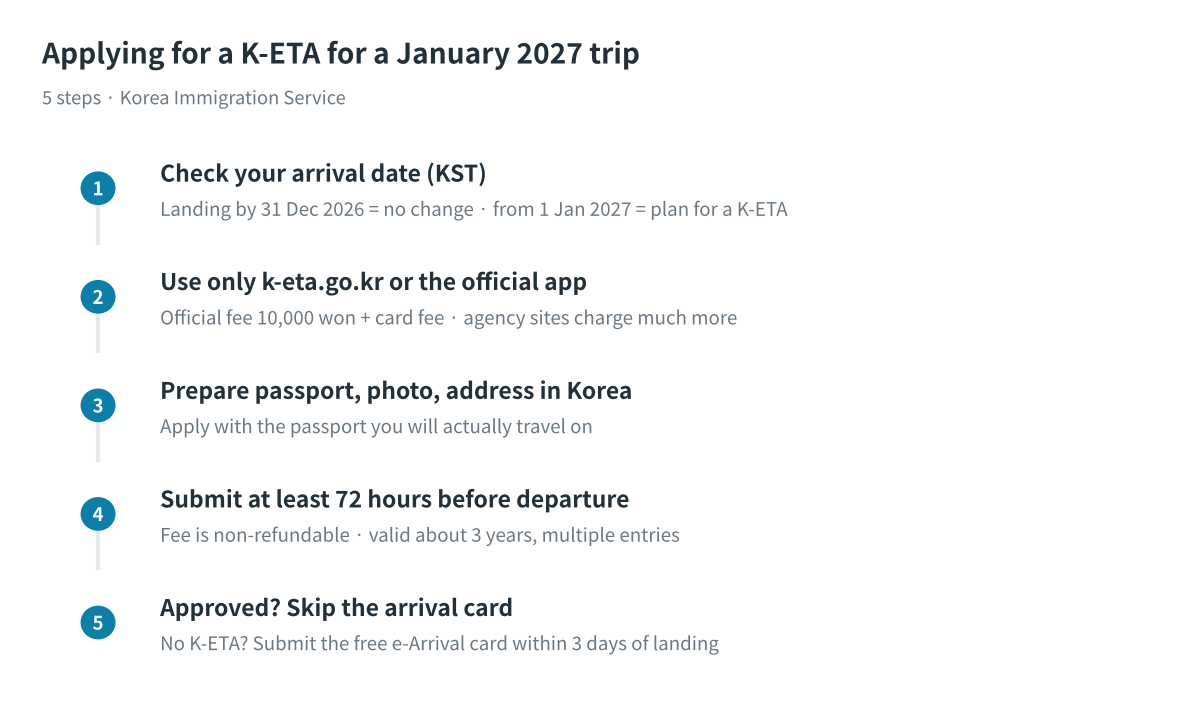 Applying for a K-ETA for a January 2027 trip
5 steps · Korea Immigration Service
1
Check your arrival date (KST)
Landing by 31 Dec 2026 = no change · from 1 Jan 2027 = plan for a K-ETA
2
Use only k-eta.go.kr or the official app
Official fee 10,000 won + card fee · agency sites charge much more
3
Prepare passport, photo, address in Korea
Apply with the passport you will actually travel on
4
Submit at least 72 hours before departure
Fee is non-refundable · valid about 3 years, multiple entries
5
Approved? Skip the arrival card
No K-ETA? Submit the free e-Arrival card within 3 days of landing